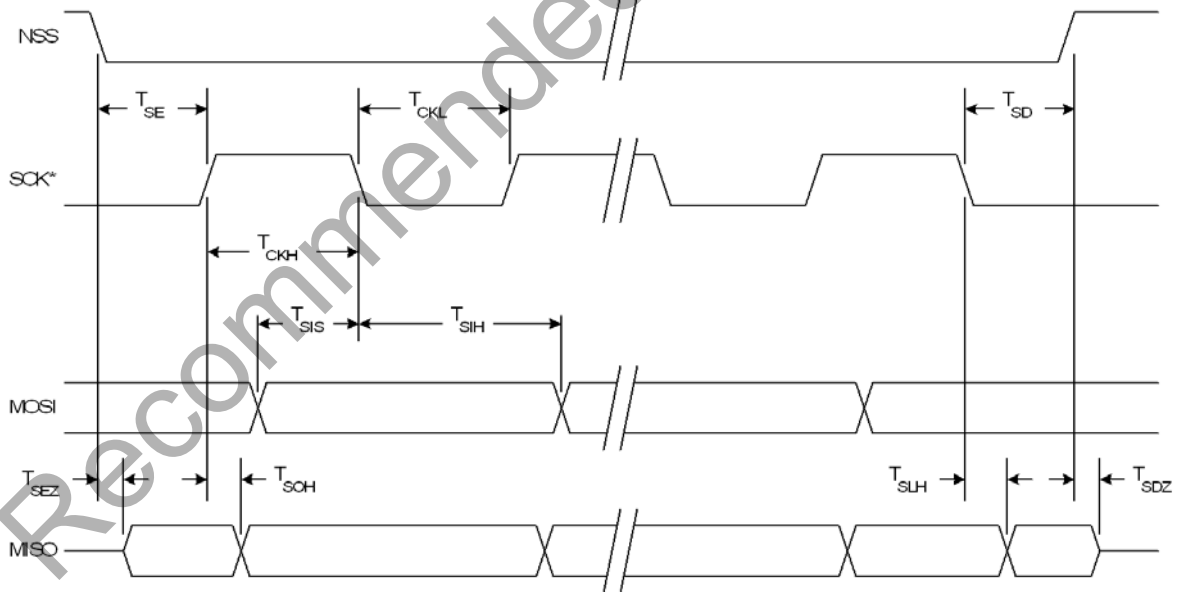 NSS
T SE
T CKL
T SD
SCK*
T CKH
T SIS
T SIH
MOSI
T SEZ
T SOH
T SLH
T SDZ
MISO
Recommended